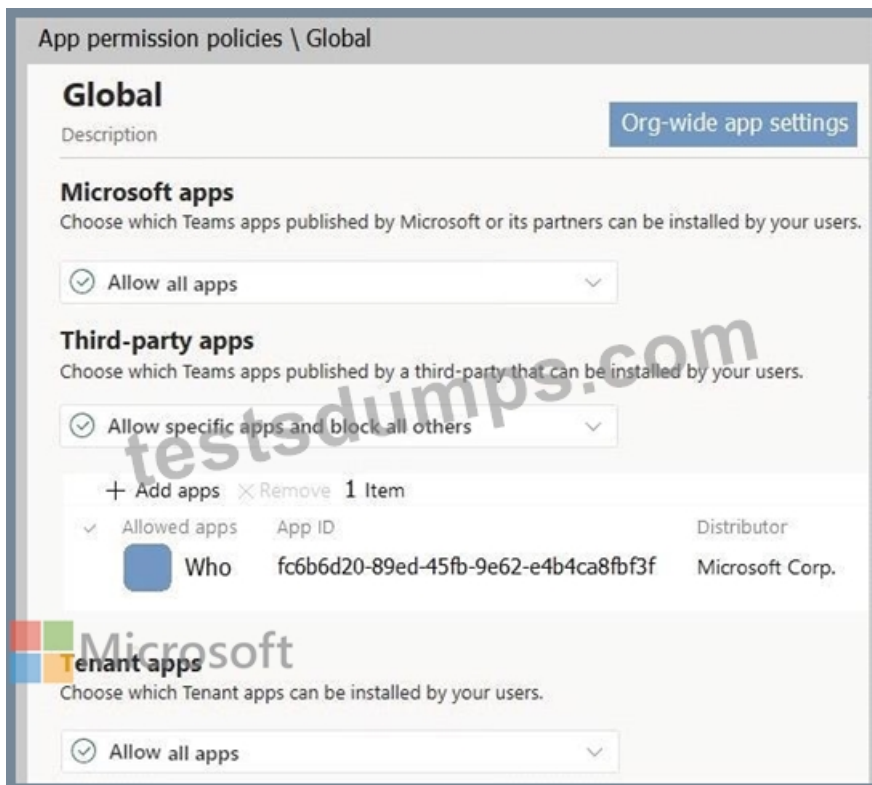 App permission policies \ Global
Global
Description
Org-wide app settings
Microsoft apps
Choose which Teams apps published by Microsoft or its partners can be installed by your users.
Allow all apps
Third-party apps
Choose which Teams apps published by a third-party that can be installed by your users.
Allow specific apps and block all others
testsdumps.com
+ Add apps × Remove 1 Item
Allowed apps App ID Distributor
Who fc6b6d20-89ed-45fb-9e62-e4b4ca8fbf3f Microsoft Corp.
Microsoft
Tenant apps
Choose which Tenant apps can be installed by your users.
Allow all apps